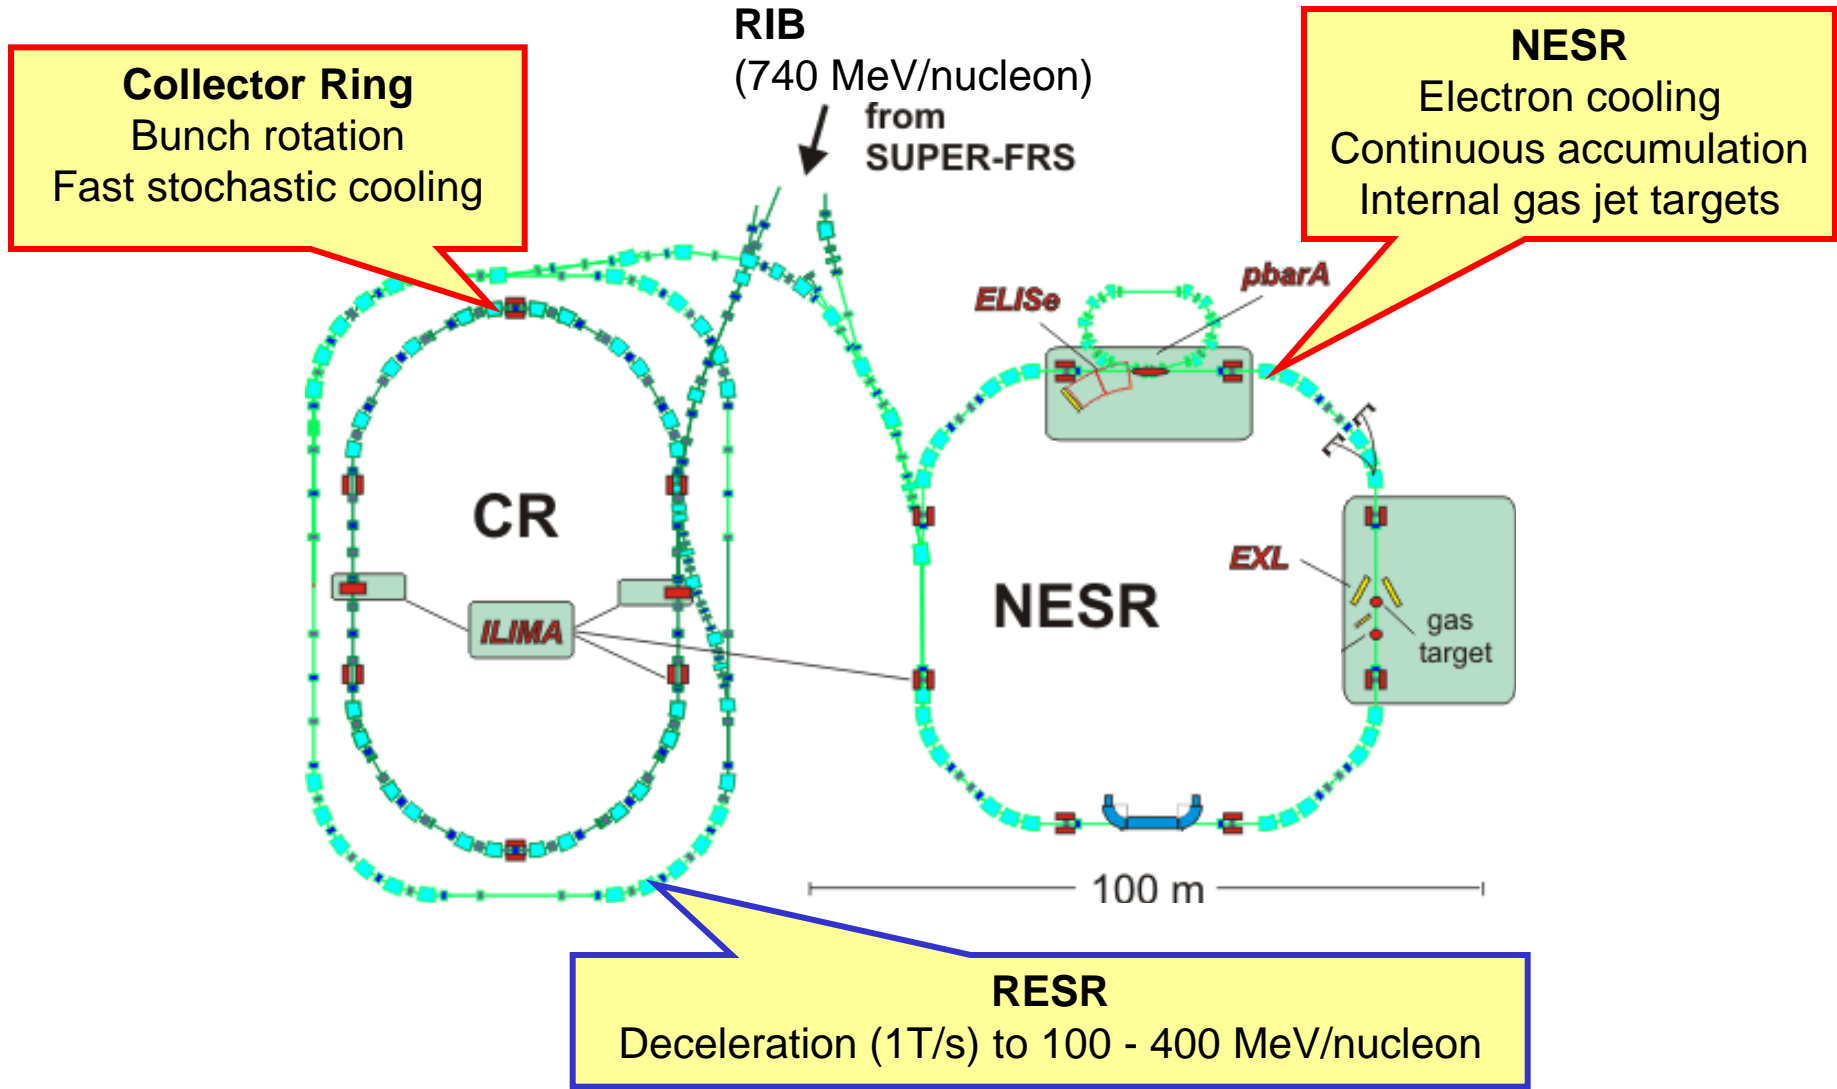 RIB
(740 MeV/nucleon)
from
SUPER-FRS
Collector Ring
Bunch rotation
Fast stochastic cooling
NESR
Electron cooling
Continuous accumulation
Internal gas jet targets
ELISe
pbarA
CR
ILIMA
NESR
EXL
gas
target
100 m
RESR
Deceleration (1T/s) to 100 - 400 MeV/nucleon